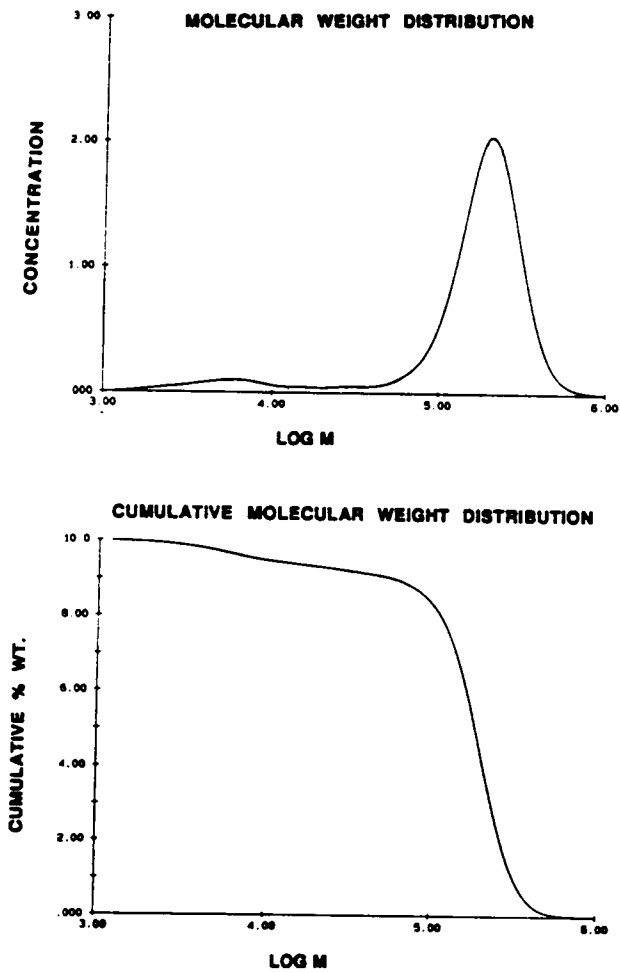 MOLECULAR WEIGHT DISTRIBUTION
3 00
2.00
1.00
000
CONCENTRATION
3.00 4.00 5.00 6.00
LOG M
CUMULATIVE MOLECULAR WEIGHT DISTRIBUTION
10 0
8.00
6.00
4.00
2.00
.000
CUMULATIVE % WT.
3.00 4.00 5.00 6.00
LOG M